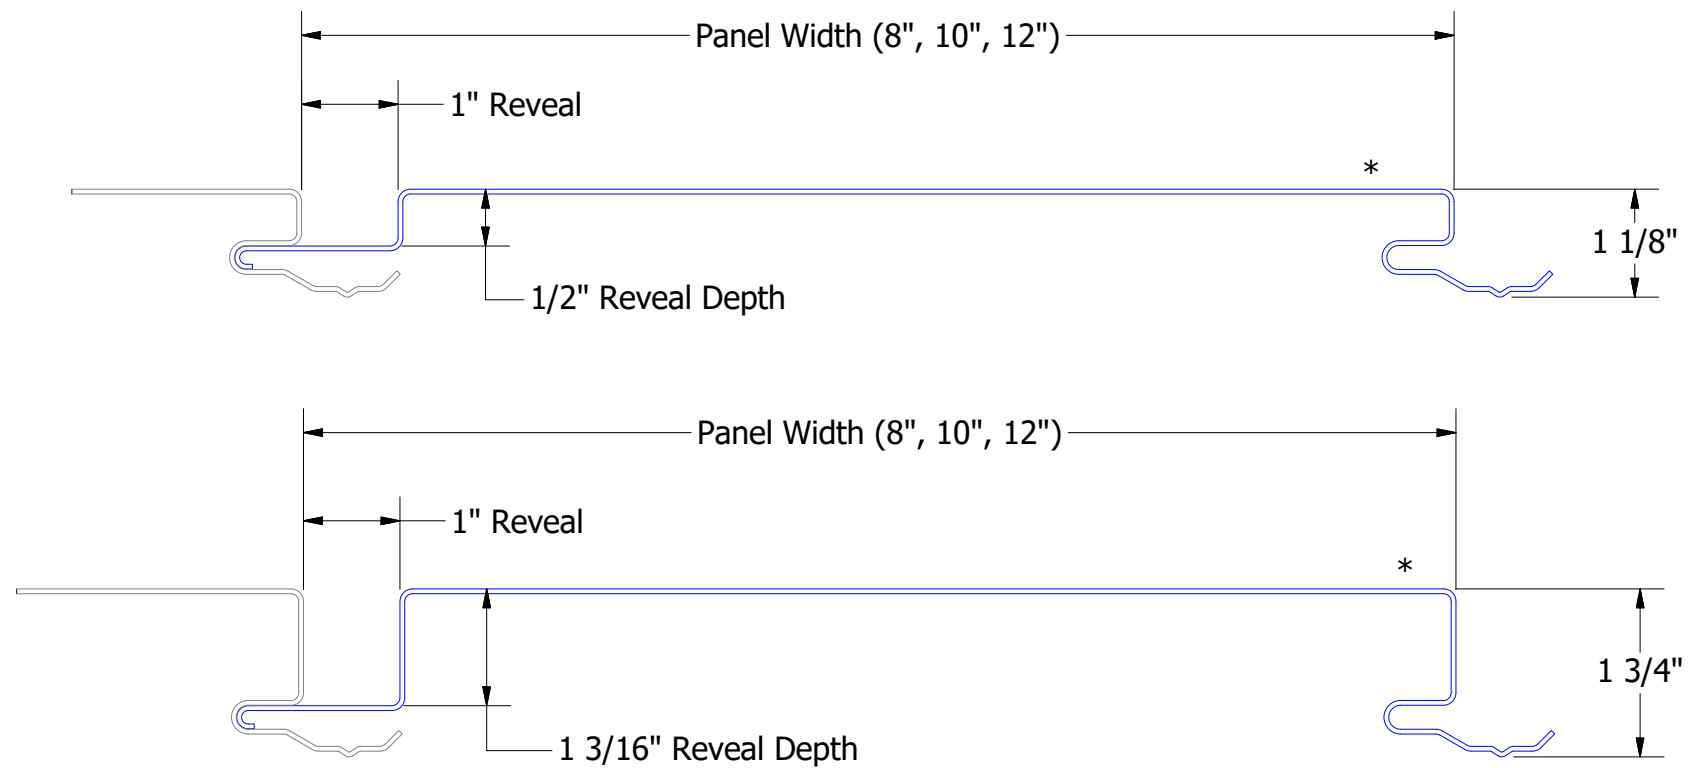 Panel Width (8", 10", 12")
1" Reveal
*
1 1/8"
1/2" Reveal Depth
Panel Width (8", 10", 12")
1" Reveal
*
1 3/4"
1 3/16" Reveal Depth